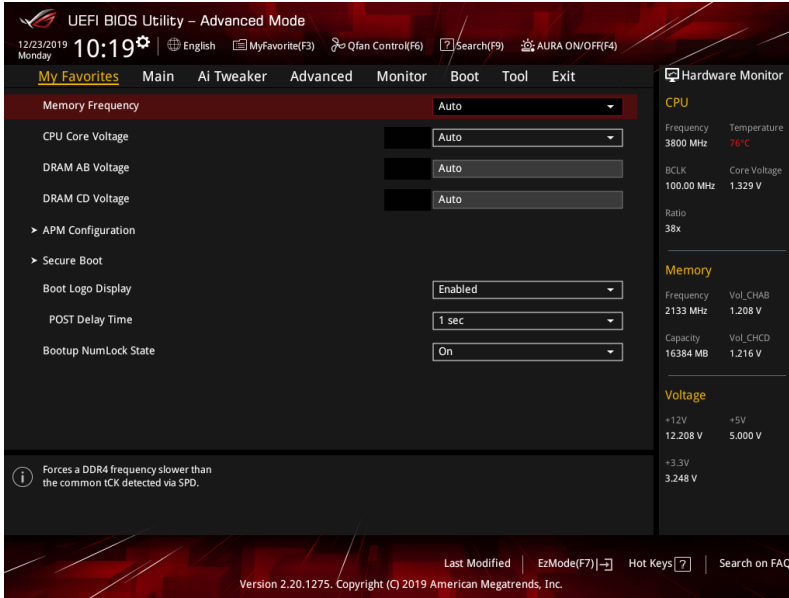 UEFI BIOS Utility – Advanced Mode
12/23/2019 10:19 English MyFavorite(F3) Qfan Control(F6) ? Search(F9) AURA ON/OFF(F4)
Monday
My Favorites Main Ai Tweaker Advanced Monitor Boot Tool Exit
Memory Frequency Auto
CPU Core Voltage Auto
DRAM AB Voltage Auto
DRAM CD Voltage Auto
> APM Configuration
> Secure Boot
Boot Logo Display Enabled
POST Delay Time 1 sec
Bootup NumLock State On
i Forces a DDR4 frequency slower than
the common tCK detected via SPD.
Hardware Monitor
CPU
Frequency Temperature
3800 MHz 76°C
BCLK Core Voltage
100.00 MHz 1.329 V
Ratio
38x
Memory
Frequency Vol_CHAB
2133 MHz 1.208 V
Capacity Vol_CHCD
16384 MB 1.216 V
Voltage
+12V +5V
12.208 V 5.000 V
+3.3V
3.248 V
Last Modified EzMode(F7) Hot Keys ? Search on FAQ
Version 2.20.1275. Copyright (C) 2019 American Megatrends, Inc.